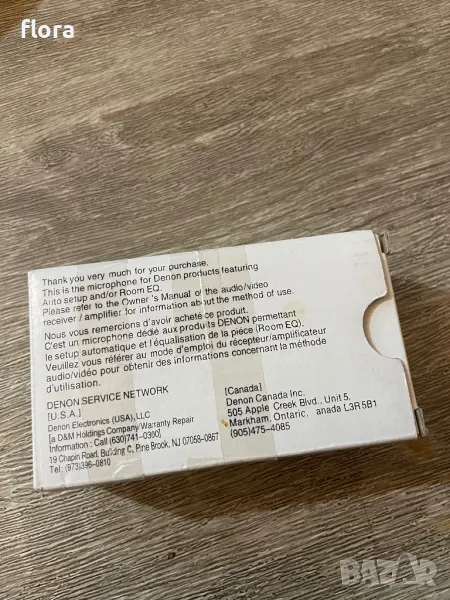 flora
Thank you very much for your purchase.
This is the microphone for Denon products featuring
Auto setup and/or Room EQ.
Please refer to the Owner 's Manual of the audio/video
receiver / amplifier for information about the method of use.
Nous vous remercions d'avoir acheté ce produit.
C'est un microphone dédié aux produits DENON permettant
le setup automatique et l'équalisation de la pièce (Room EQ).
Veuillez vous référer au mode d'emploi du récepteur/amplificateur
audio/vidéo pour obtenir des informations concernant la méthode
d'utilisation.
DENON SERVICE NETWORK
[U.S.A.]
Denon Electronics (USA), LLC
[a D&M Holdings Company Warranty Repair
Information : Call (630)741-0300]
19 Chapin Road, Building C, Pine Brook, NJ 07058-0867
Tel: (973)396-0810
[Canada]
Denon Canada Inc.
505 Apple Creek Blvd., Unit 5,
Markham, Ontario, anada L3R 5B1
(905)475-4085
BAZAR